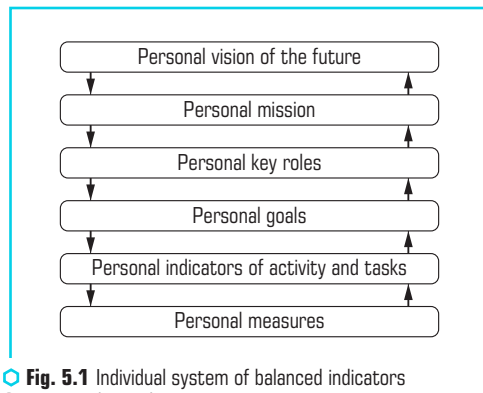 Personal vision of the future
Personal mission
Personal key roles
Personal goals
Personal indicators of activity and tasks
Personal measures
Fig. 5.1 Individual system of balanced indicators